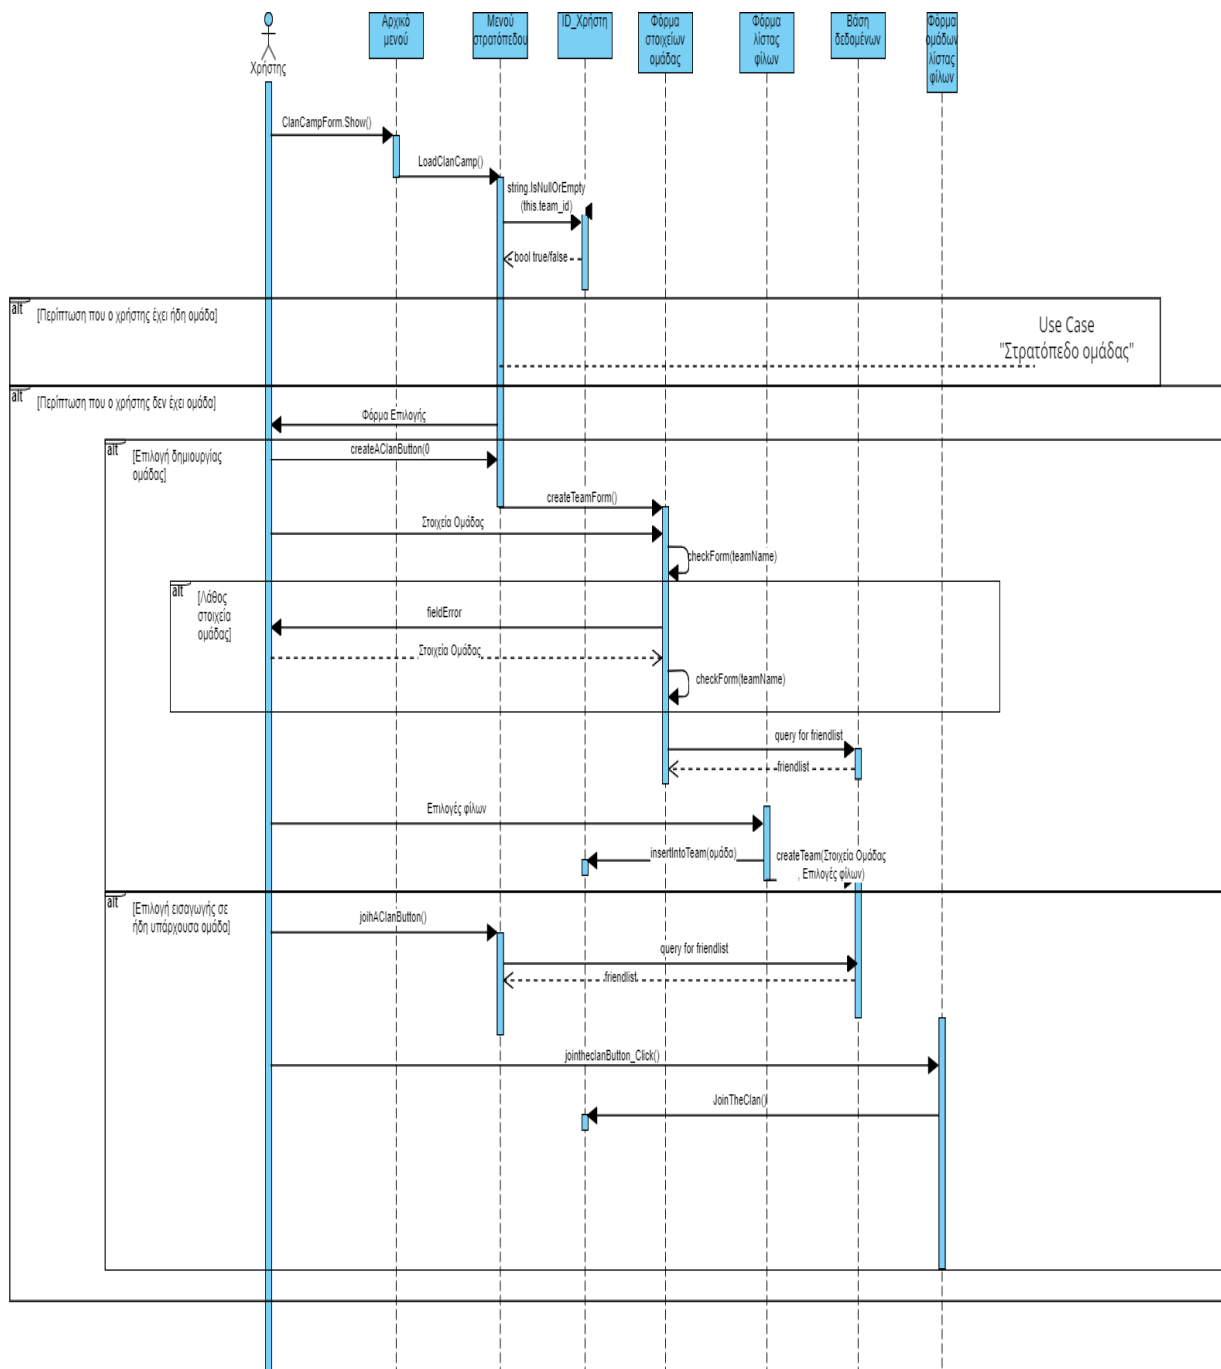 Χρήστης
Αρχικό
μενού
Μενού
στρατόπεδου
ID_Χρήστη
Φόρμα
στοιχείων
ομάδας
Φόρμα
λίστας
φίλων
Βάση
δεδομένων
Φόρμα
ομάδων
λίστας
φίλων
ClanCampForm.Show()
LoadClanCamp()
string.IsNullOrEmpty
(this.team_id)
bool true/false
alt
[Περίπτωση που ο χρήστης έχει ήδη ομάδα]
Use Case
"Στρατόπεδο ομάδας"
alt
[Περίπτωση που ο χρήστης δεν έχει ομάδα]
Φόρμα Επιλογής
alt
[Επιλογή δημιουργίας
ομάδας]
createAClanButton(0
createTeamForm()
Στοιχεία Ομάδας
checkForm(teamName)
alt
[Λάθος
στοιχεία
ομάδας]
fieldError
Στοιχεία Ομάδας
checkForm(teamName)
query for friendlist
friendlist
Επιλογές φίλων
insertIntoTeam(ομάδα)
createTeam(Στοιχεία Ομάδας
, Επιλογές φίλων)
alt
[Επιλογή εισαγωγής σε
ήδη υπάρχουσα ομάδα]
joihAClanButton()
query for friendlist
friendlist
jointheclanButton_Click()
JoinTheClan()